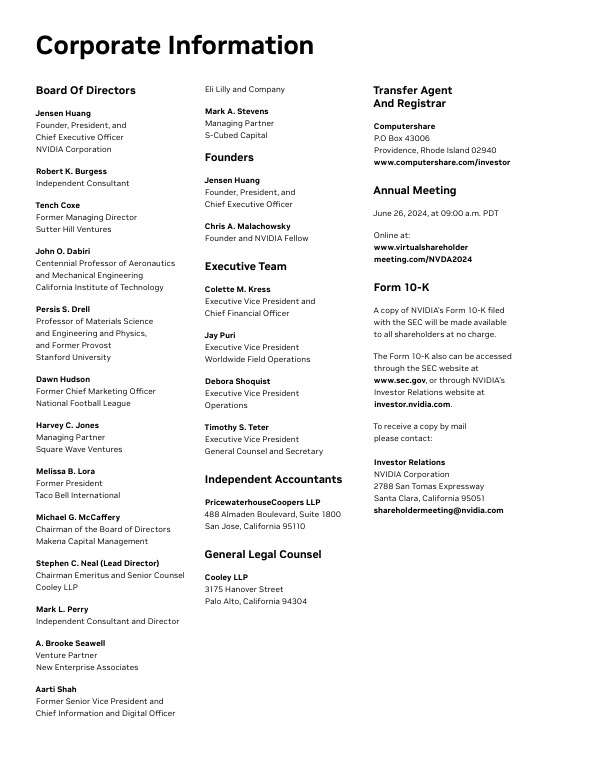 Corporate Information
Board Of Directors
Jensen Huang
Founder, President, and
Chief Executive Officer
NVIDIA Corporation
Robert K. Burgess
Independent Consultant
Tench Coxe
Former Managing Director
Sutter Hill Ventures
John O. Dabiri
Centennial Professor of Aeronautics
and Mechanical Engineering
California Institute of Technology
Persis S. Drell
Professor of Materials Science
and Engineering and Physics,
and Former Provost
Stanford University
Dawn Hudson
Former Chief Marketing Officer
National Football League
Harvey C. Jones
Managing Partner
Square Wave Ventures
Melissa B. Lora
Former President
Taco Bell International
Michael G. McCaffery
Chairman of the Board of Directors
Makena Capital Management
Stephen C. Neal (Lead Director)
Chairman Emeritus and Senior Counsel
Cooley LLP
Mark L. Perry
Independent Consultant and Director
A. Brooke Seawell
Venture Partner
New Enterprise Associates
Aarti Shah
Former Senior Vice President and
Chief Information and Digital Officer
Eli Lilly and Company
Mark A. Stevens
Managing Partner
S-Cubed Capital
Founders
Jensen Huang
Founder, President, and
Chief Executive Officer
Chris A. Malachowsky
Founder and NVIDIA Fellow
Executive Team
Colette M. Kress
Executive Vice President and
Chief Financial Officer
Jay Puri
Executive Vice President
Worldwide Field Operations
Debora Shoquist
Executive Vice President
Operations
Timothy S. Teter
Executive Vice President
General Counsel and Secretary
Independent Accountants
PricewaterhouseCoopers LLP
488 Almaden Boulevard, Suite 1800
San Jose, California 95110
General Legal Counsel
Cooley LLP
3175 Hanover Street
Palo Alto, California 94304
Transfer Agent
And Registrar
Computershare
P.O Box 43006
Providence, Rhode Island 02940
www.computershare.com/investor
Annual Meeting
June 26, 2024, at 09:00 a.m. PDT
Online at:
www.virtualshareholder
meeting.com/NVDA2024
Form 10-K
A copy of NVIDIA's Form 10-K filed
with the SEC will be made available
to all shareholders at no charge.
The Form 10-K also can be accessed
through the SEC website at
www.sec.gov, or through NVIDIA's
Investor Relations website at
investor.nvidia.com.
To receive a copy by mail
please contact:
Investor Relations
NVIDIA Corporation
2788 San Tomas Expressway
Santa Clara, California 95051
shareholdermeeting@nvidia.com